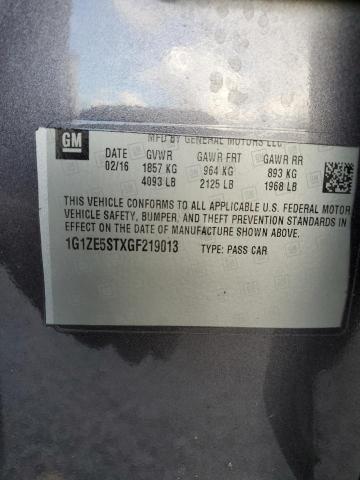 GM
MFD BY GENERAL MOTORS LLC
DATE GVWR GAWR FRT GAWR RR
02/16 1857 KG 964 KG 893 KG
4093 LB 2125 LB 1968 LB
THIS VEHICLE CONFORMS TO ALL APPLICABLE U.S. FEDERAL MOTOR
VEHICLE SAFETY, BUMPER, AND THEFT PREVENTION STANDARDS
IN EFFECT ON THE DATE OF MANUFACTURE SHOWN ABOVE.
1G1ZE5STXGF219013 TYPE: PASS CAR